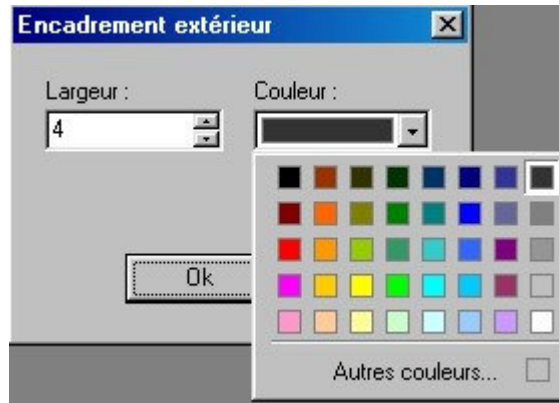 Encadrement extérieur
Largeur :
Couleur :
4
Ok
Autres couleurs...